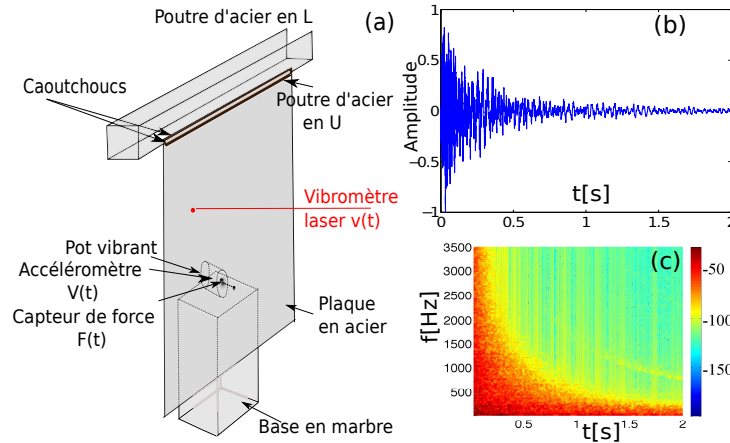 Poutre d'acier en L
(a)
Caoutchoucs
Poutre d'acier
en U
Vibromètre
laser v(t)
Pot vibrant
Accéléromètre
V(t)
Capteur de force
F(t)
Plaque
en acier
Base en marbre
(b)
Amplitude
1
0.5
0
−0.5
−1
0
0.5
1
1.5
2
t[s]
(c)
f[Hz]
3500
3000
2500
2000
1500
1000
500
0.5
1
1.5
2
t[s]
-50
-100
-150